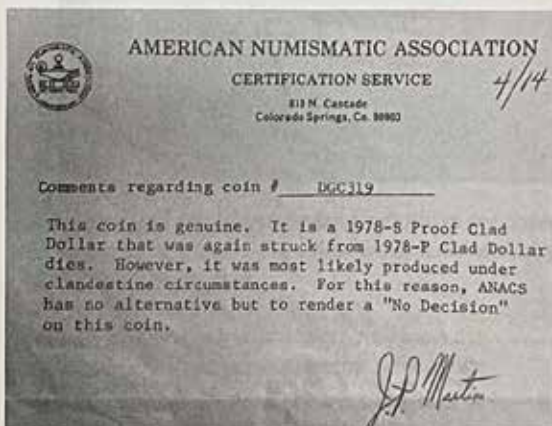 AMERICAN NUMISMATIC ASSOCIATION
CERTIFICATION SERVICE
4/14
818 N. Cascade
Colorado Springs, Co. 80903
Comments regarding coin # DGC319
This coin is genuine. It is a 1978-S Proof Clad
Dollar that was again struck from 1978-P Clad Dollar
dies. However, it was most likely produced under
clandestine circumstances. For this reason, ANACS
has no alternative but to render a "No Decision"
on this coin.
J.P. Martin